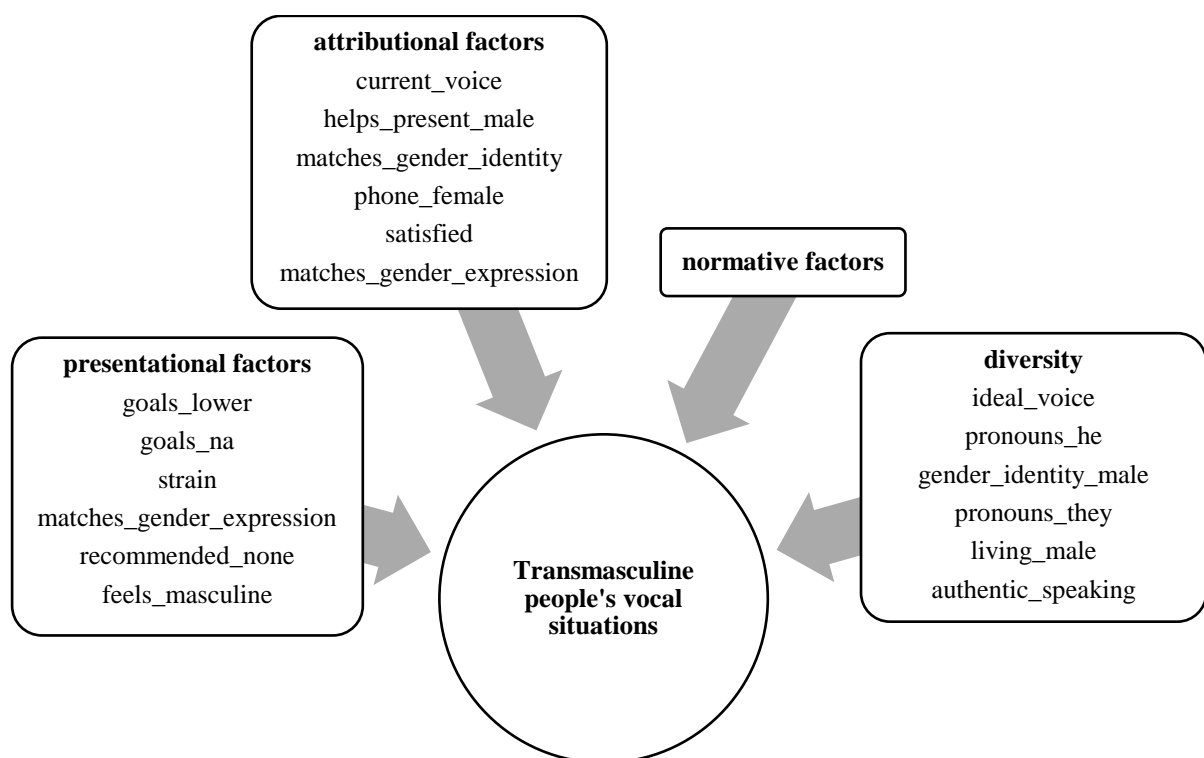 attributional factors
current_voice
helps_present_male
matches_gender_identity
phone_female
satisfied
matches_gender_expression
normative factors
presentational factors
goals_lower
goals_na
strain
matches_gender_expression
recommended_none
feels_masculine
diversity
ideal_voice
pronouns_he
gender_identity_male
pronouns_they
living_male
authentic_speaking
Transmasculine
people's vocal
situations